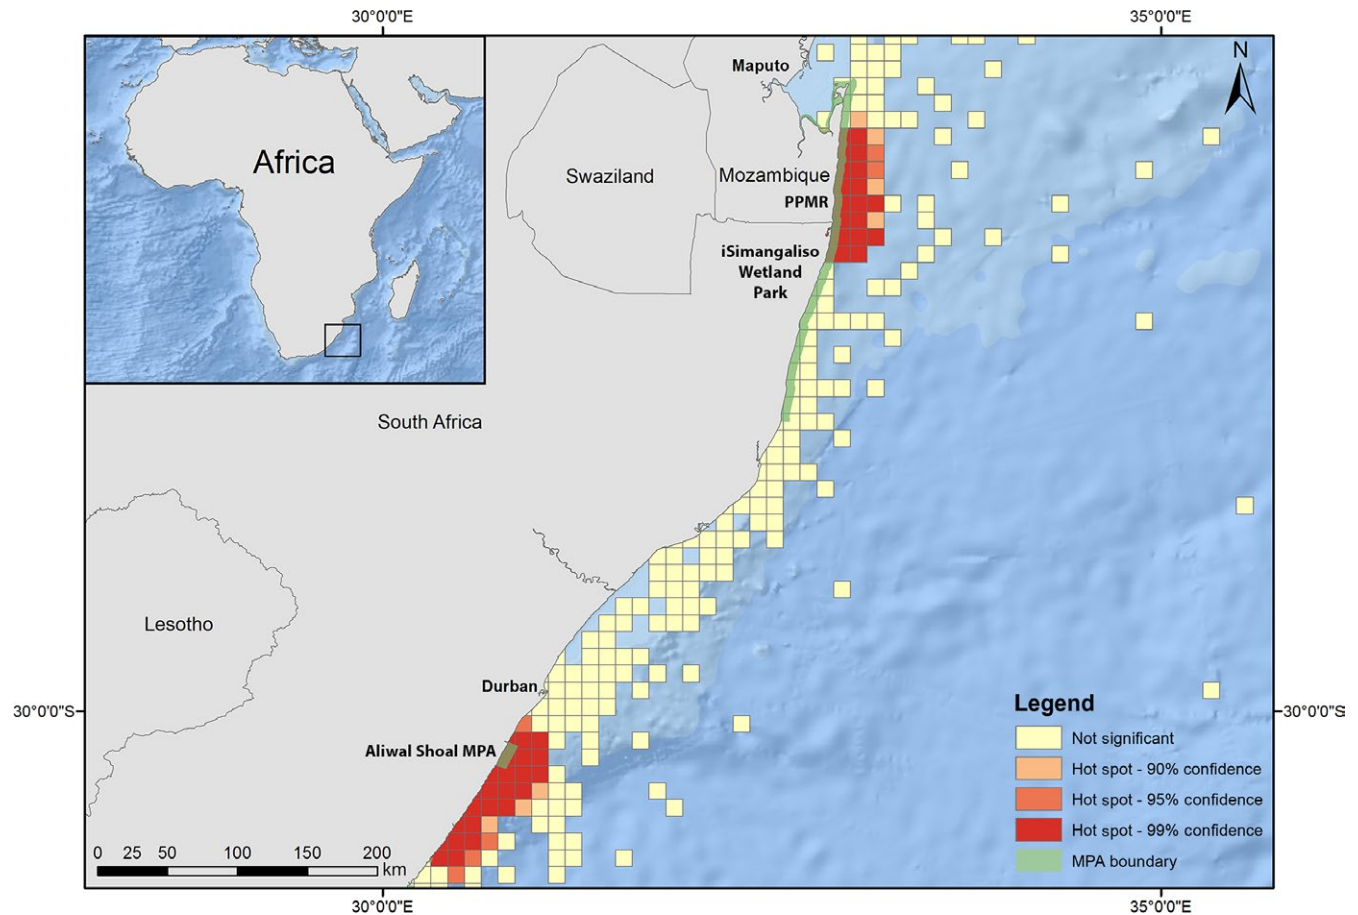 30°0'0"E
35°0'0"E
N
Maputo
Africa
Swaziland
Mozambique
PPMR
iSimangaliso
Wetland
Park
South Africa
Lesotho
Durban
30°0'0"S
30°0'0"S
Aliwal Shoal MPA
Legend
Not significant
Hot spot - 90% confidence
Hot spot - 95% confidence
Hot spot - 99% confidence
MPA boundary
0 25 50 100 150 200
km
30°0'0"E
35°0'0"E